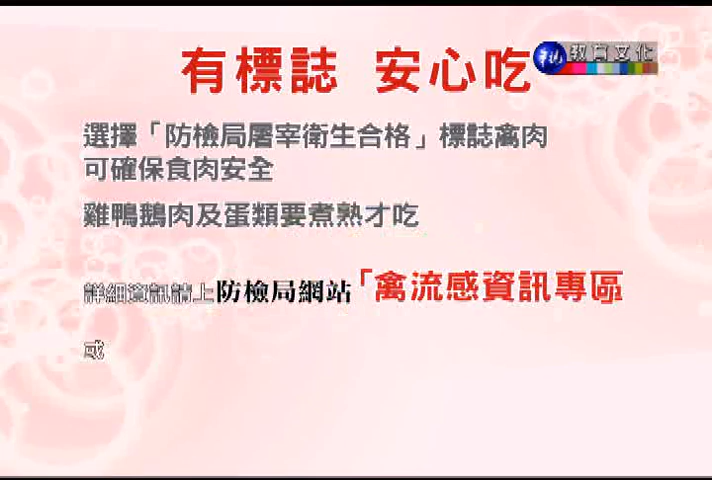 有標誌 安心吃
華視 教育文化
選擇「防檢局屠宰衛生合格」標誌禽肉
可確保食肉安全
雞鴨鵝肉及蛋類要煮熟才吃
詳細資訊請上防檢局網站「禽流感資訊專區
或